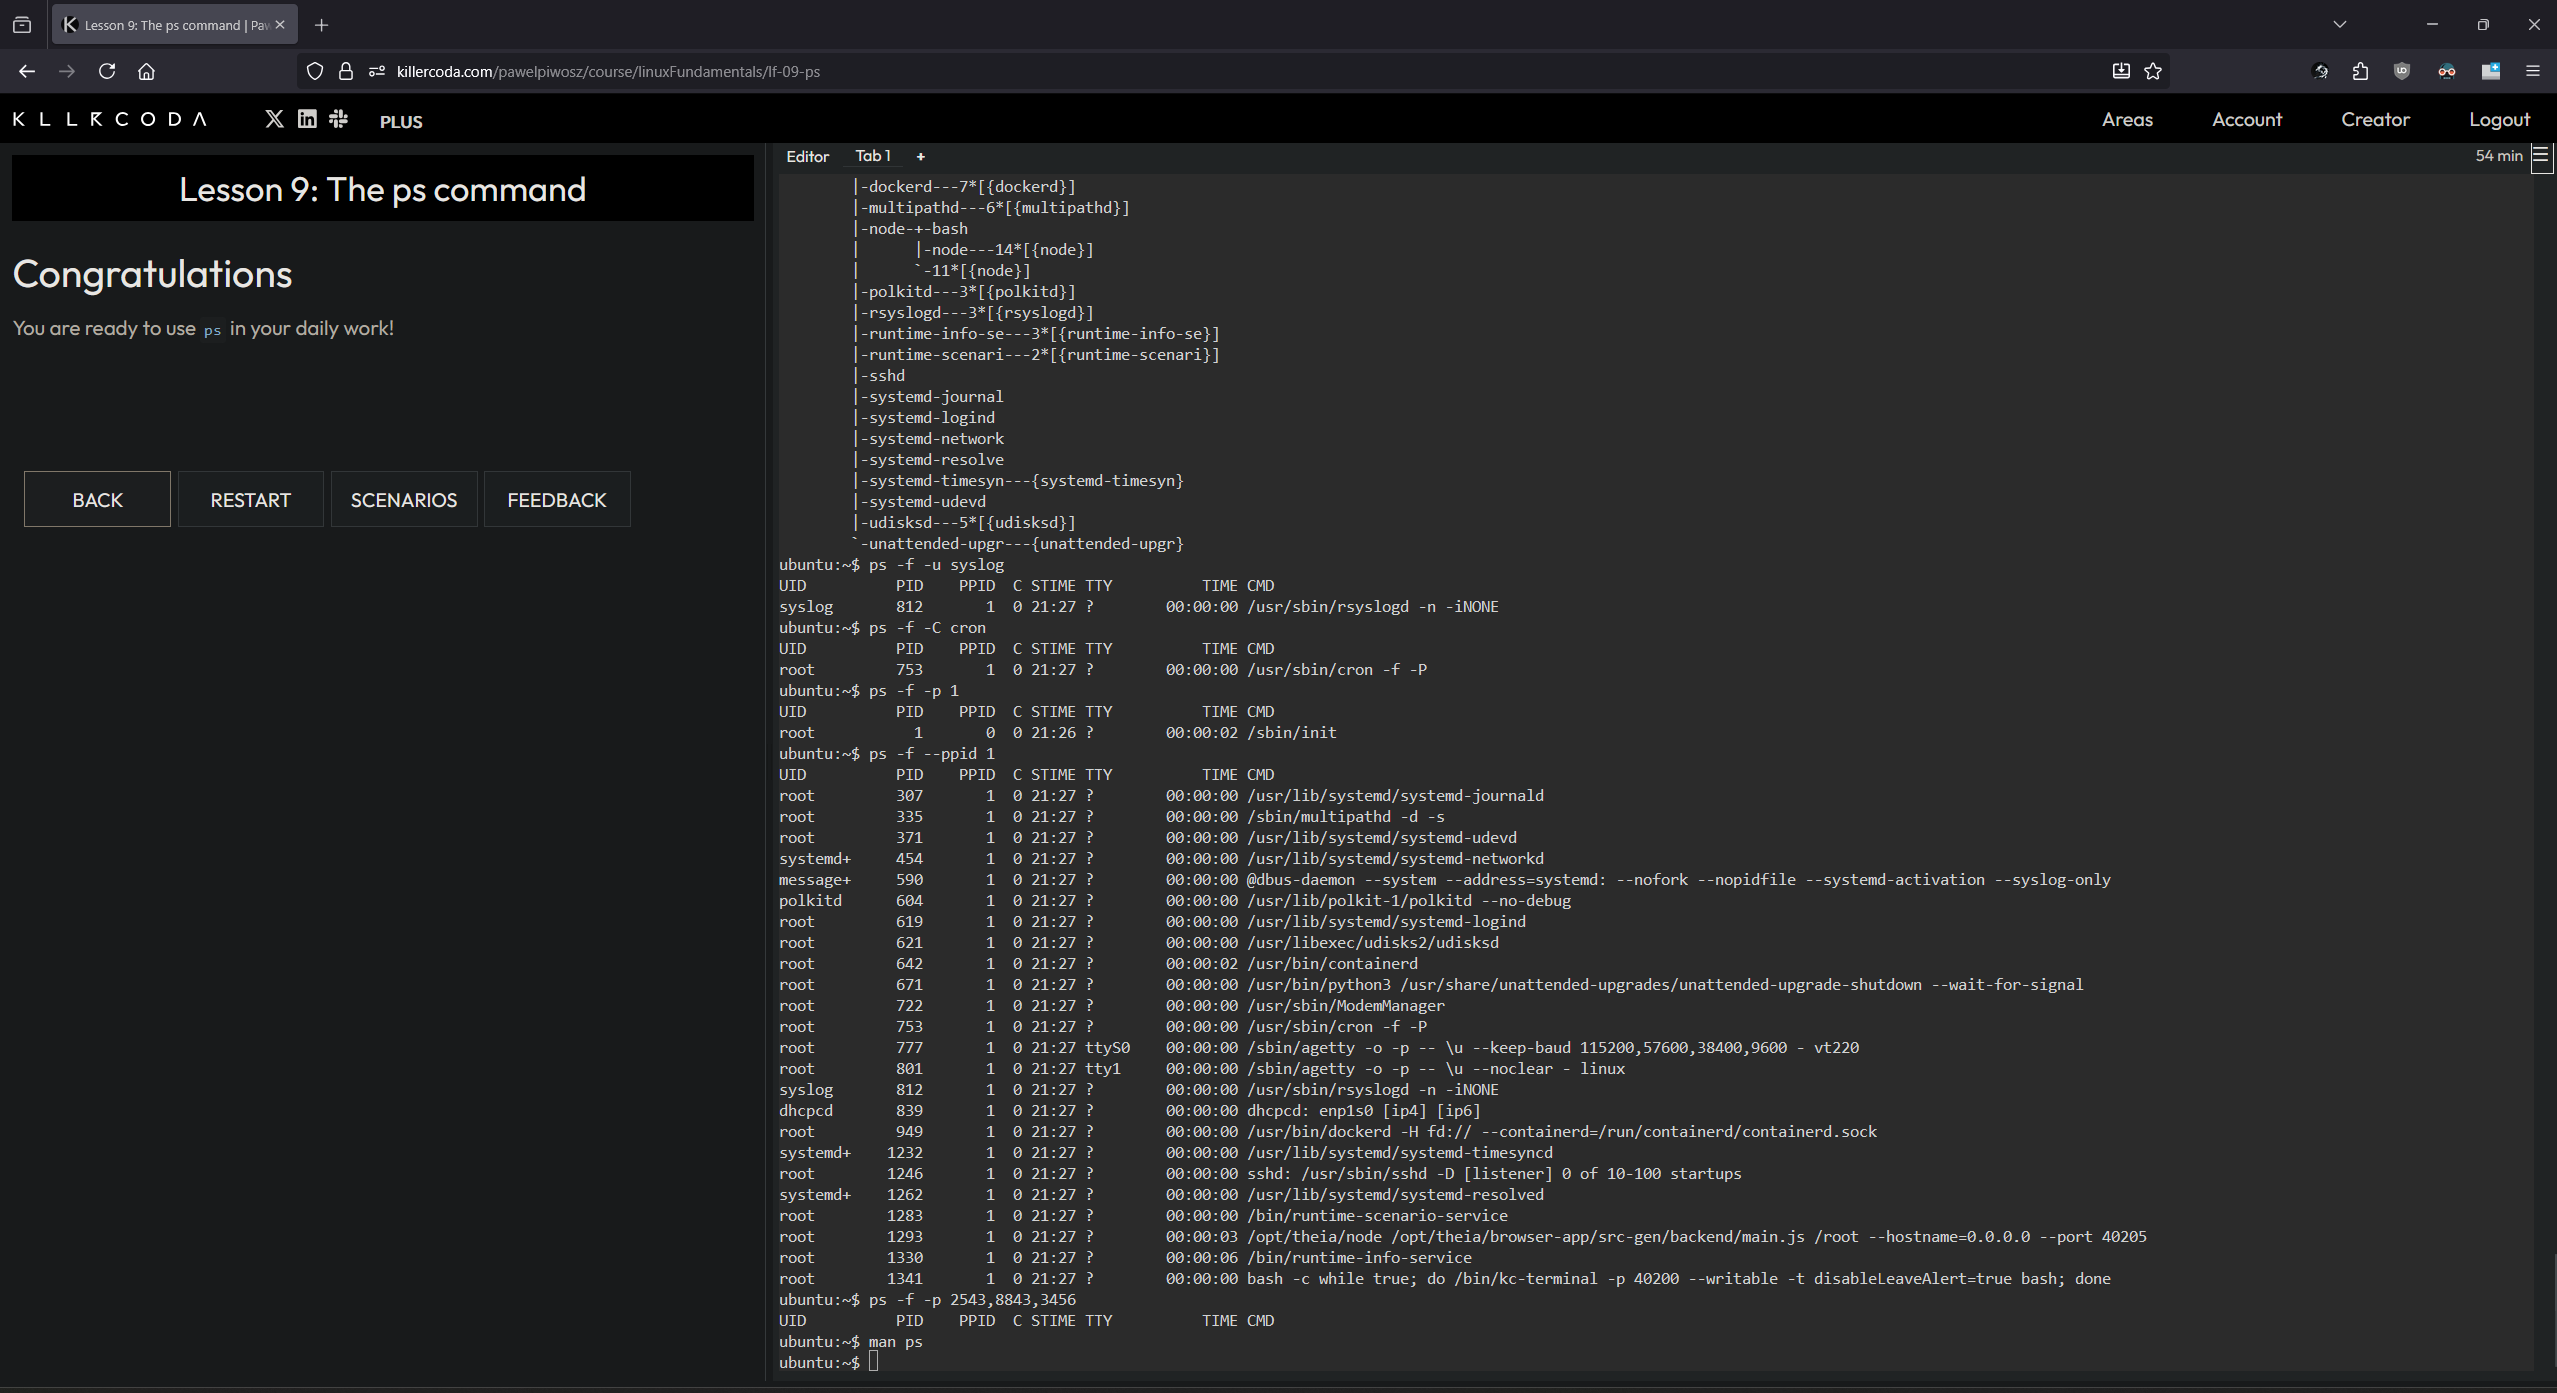 Lesson 9: The ps command | Paw
killercoda.com/pawelpiwosz/course/linuxFundamentals/lf-09-ps
KLLRCODA
PLUS
Areas
Account
Creator
Logout
Lesson 9: The ps command
Congratulations
You are ready to use ps in your daily work!
BACK
RESTART
SCENARIOS
FEEDBACK
Editor
Tab 1
+
54 min
        |-dockerd---7*[{dockerd}]
        |-multipathd---6*[{multipathd}]
        |-node-+-bash
        |      |-node---14*[{node}]
        |      `-11*[{node}]
        |-polkitd---3*[{polkitd}]
        |-rsyslogd---3*[{rsyslogd}]
        |-runtime-info-se---3*[{runtime-info-se}]
        |-runtime-scenari---2*[{runtime-scenari}]
        |-sshd
        |-systemd-journal
        |-systemd-logind
        |-systemd-network
        |-systemd-resolve
        |-systemd-timesyn---{systemd-timesyn}
        |-systemd-udevd
        |-udisksd---5*[{udisksd}]
        `-unattended-upgr---{unattended-upgr}
ubuntu:~$ ps -f -u syslog
UID          PID    PPID  C STIME TTY          TIME CMD
syslog       812       1  0 21:27 ?        00:00:00 /usr/sbin/rsyslogd -n -iNONE
ubuntu:~$ ps -f -C cron
UID          PID    PPID  C STIME TTY          TIME CMD
root         753       1  0 21:27 ?        00:00:00 /usr/sbin/cron -f -P
ubuntu:~$ ps -f -p 1
UID          PID    PPID  C STIME TTY          TIME CMD
root           1       0  0 21:26 ?        00:00:02 /sbin/init
ubuntu:~$ ps -f --ppid 1
UID          PID    PPID  C STIME TTY          TIME CMD
root         307       1  0 21:27 ?        00:00:00 /usr/lib/systemd/systemd-journald
root         335       1  0 21:27 ?        00:00:00 /sbin/multipathd -d -s
root         371       1  0 21:27 ?        00:00:00 /usr/lib/systemd/systemd-udevd
systemd+     454       1  0 21:27 ?        00:00:00 /usr/lib/systemd/systemd-networkd
message+     590       1  0 21:27 ?        00:00:00 @dbus-daemon --system --address=systemd: --nofork --nopidfile --systemd-activation --syslog-only
polkitd      604       1  0 21:27 ?        00:00:00 /usr/lib/polkit-1/polkitd --no-debug
root         619       1  0 21:27 ?        00:00:00 /usr/lib/systemd/systemd-logind
root         621       1  0 21:27 ?        00:00:00 /usr/libexec/udisks2/udisksd
root         642       1  0 21:27 ?        00:00:02 /usr/bin/containerd
root         671       1  0 21:27 ?        00:00:00 /usr/bin/python3 /usr/share/unattended-upgrades/unattended-upgrade-shutdown --wait-for-signal
root         722       1  0 21:27 ?        00:00:00 /usr/sbin/ModemManager
root         753       1  0 21:27 ?        00:00:00 /usr/sbin/cron -f -P
root         777       1  0 21:27 ttyS0    00:00:00 /sbin/agetty -o -p -- \u --keep-baud 115200,57600,38400,9600 - vt220
root         801       1  0 21:27 tty1     00:00:00 /sbin/agetty -o -p -- \u --noclear - linux
syslog       812       1  0 21:27 ?        00:00:00 /usr/sbin/rsyslogd -n -iNONE
dhcpcd       839       1  0 21:27 ?        00:00:00 dhcpcd: enp1s0 [ip4] [ip6]
root         949       1  0 21:27 ?        00:00:00 /usr/bin/dockerd -H fd:// --containerd=/run/containerd/containerd.sock
systemd+    1232       1  0 21:27 ?        00:00:00 /usr/lib/systemd/systemd-timesyncd
root        1246       1  0 21:27 ?        00:00:00 sshd: /usr/sbin/sshd -D [listener] 0 of 10-100 startups
systemd+    1262       1  0 21:27 ?        00:00:00 /usr/lib/systemd/systemd-resolved
root        1283       1  0 21:27 ?        00:00:00 /bin/runtime-scenario-service
root        1293       1  0 21:27 ?        00:00:03 /opt/theia/node /opt/theia/browser-app/src-gen/backend/main.js /root --hostname=0.0.0.0 --port 40205
root        1330       1  0 21:27 ?        00:00:06 /bin/runtime-info-service
root        1341       1  0 21:27 ?        00:00:00 bash -c while true; do /bin/kc-terminal -p 40200 --writable -t disableLeaveAlert=true bash; done
ubuntu:~$ ps -f -p 2543,8843,3456
UID          PID    PPID  C STIME TTY          TIME CMD
ubuntu:~$ man ps
ubuntu:~$